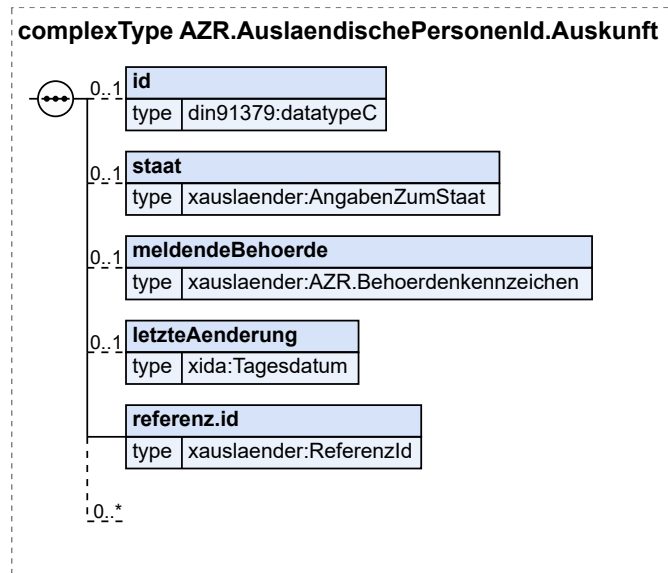 complexType AZR.AuslaendischePersonenId.Auskunft
0..1 id
type din91379:datatypeC
0..1 staat
type xauslaender:AngabenZumStaat
0..1 meldendeBehoerde
type xauslaender:AZR.Behoerdenkennzeichen
0..1 letzteAenderung
type xida:Tagesdatum
referenz.id
type xauslaender:ReferenzId
0..*